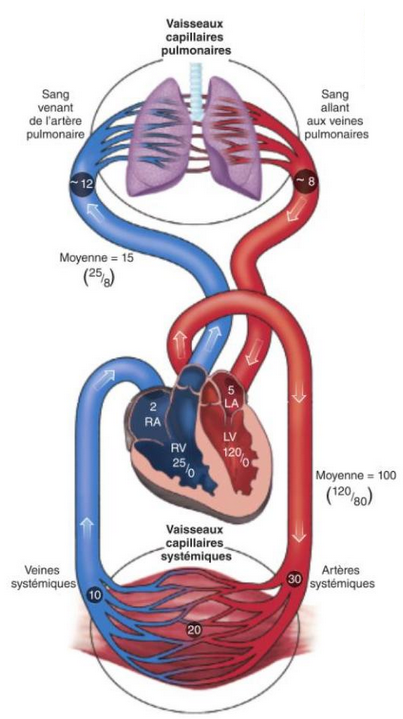 Vaisseaux
capillaires
pulmonaires
Sang
venant
de l'artère
pulmonaire
Sang
allant
aux veines
pulmonaires
~ 12
~ 8
Moyenne = 15
(25/8)
2
RA
5
LA
RV
25/0
LV
120/0
Moyenne = 100
(120/80)
Vaisseaux
capillaires
systémiques
Veines
systémiques
10
20
30
Artères
systémiques